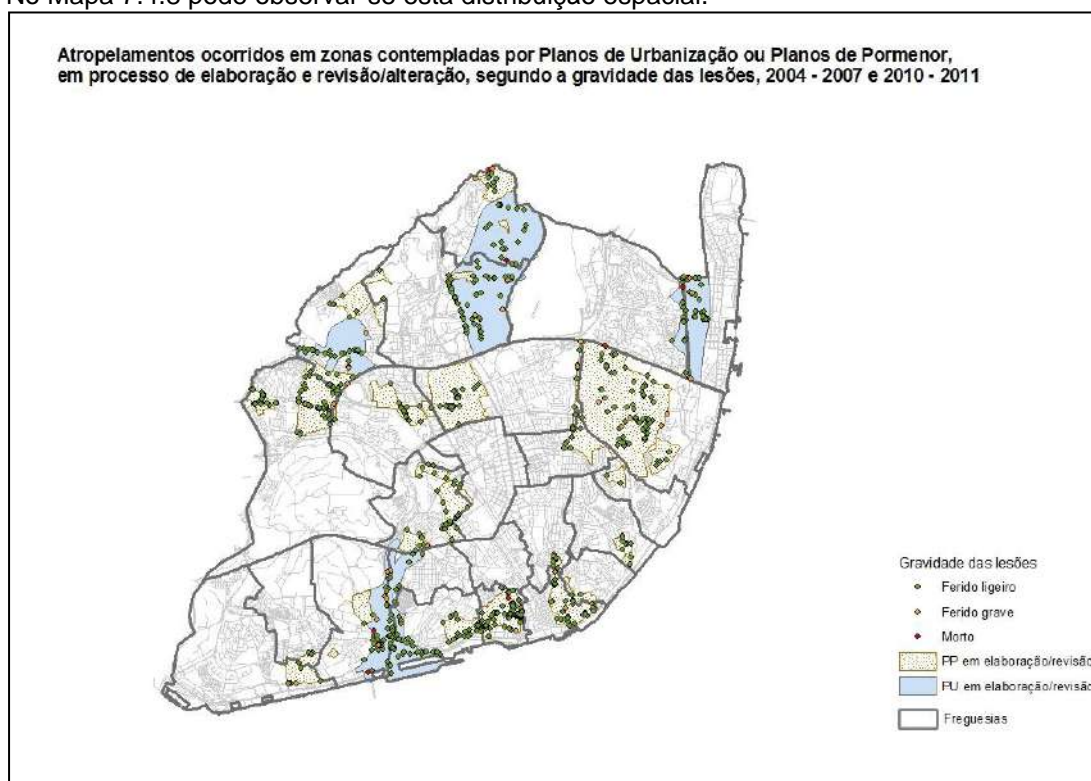 No Mapa 7.4.3 pode observar-se esta distribuição espacial.
Atropelamentos ocorridos em zonas contempladas por Planos de Urbanização ou Planos de Pormenor,
em processo de elaboração e revisão/alteração, segundo a gravidade das lesões, 2004 - 2007 e 2010 - 2011
Gravidade das lesões
Ferido ligeiro
Ferido grave
Morto
PP em elaboração/revisão
PU em elaboração/revisão
Freguesias